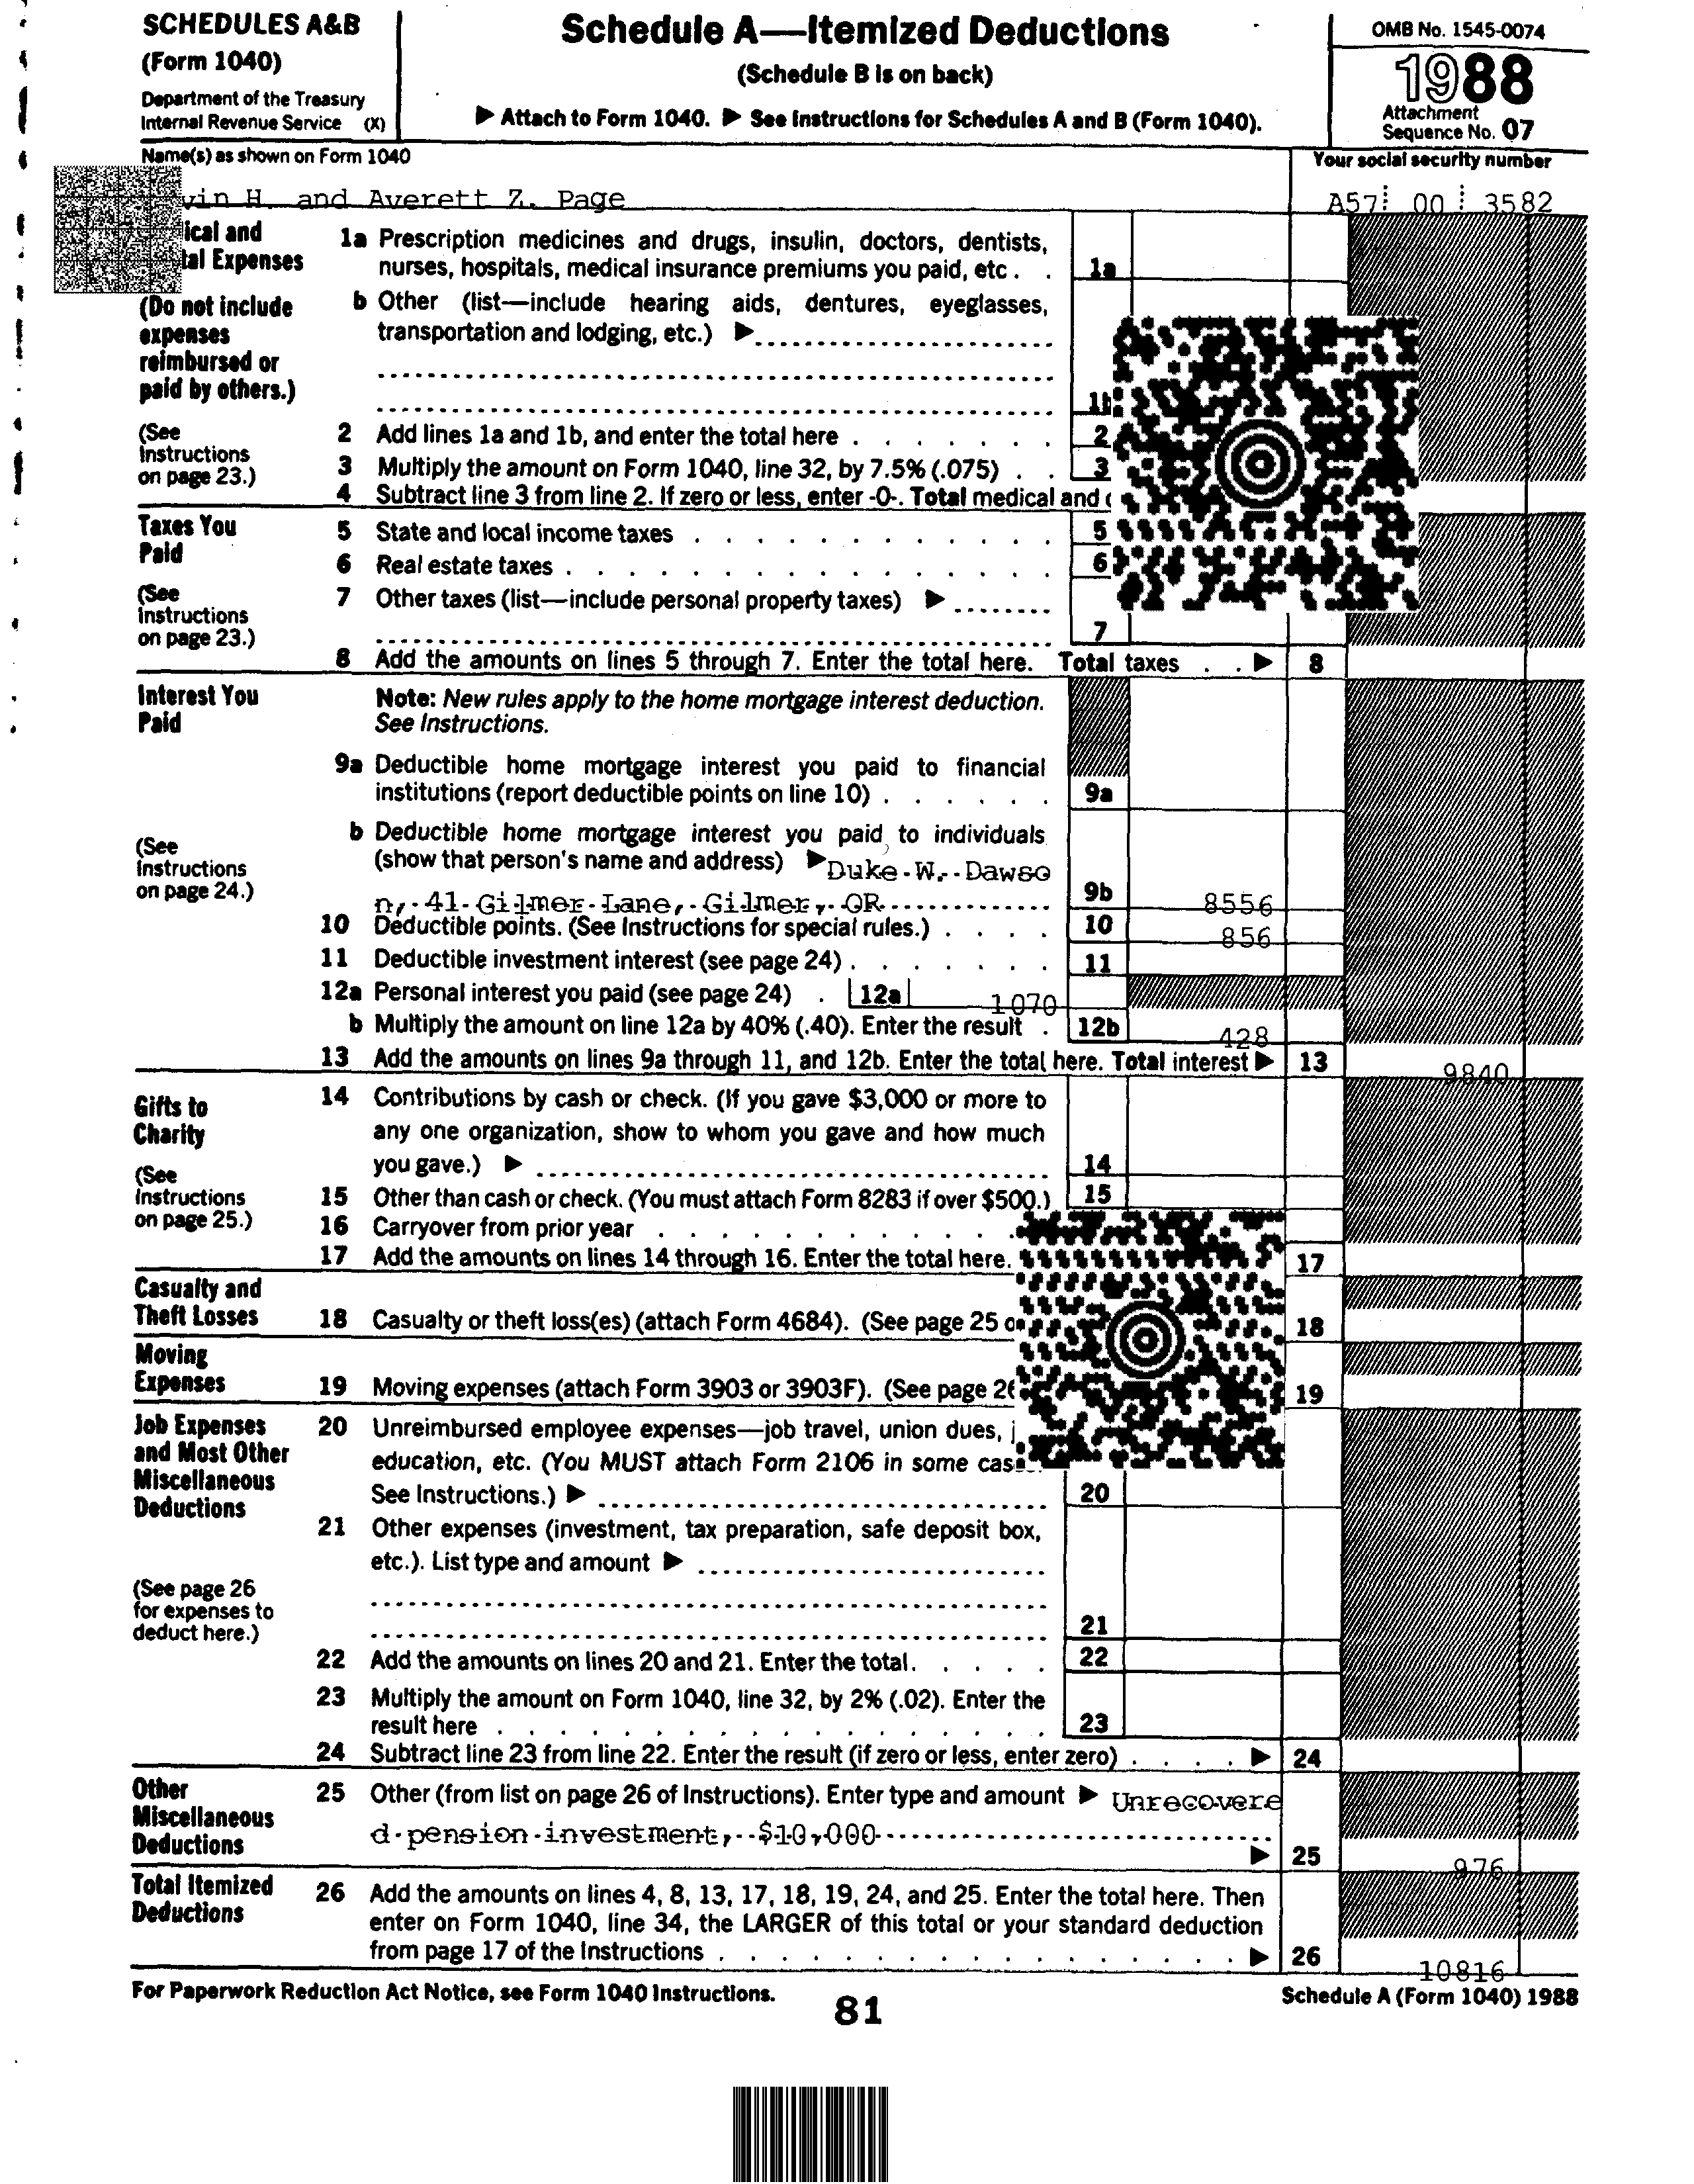 SCHEDULES A&B
(Form 1040)
Department of the Treasury
Internal Revenue Service (X)
Schedule A—Itemized Deductions
(Schedule B is on back)
▶ Attach to Form 1040. ▶ See Instructions for Schedules A and B (Form 1040).
OMB No. 1545-0074
1988
Attachment
Sequence No. 07
Name(s) as shown on Form 1040
Your social security number
H. and Averett Z. Page
A57 00 3582
Expenses
(Do not include
expenses
reimbursed or
paid by others.)
(See
Instructions
on page 23.)
1a Prescription medicines and drugs, insulin, doctors, dentists,
nurses, hospitals, medical insurance premiums you paid, etc . . 1a
b Other (list—include hearing aids, dentures, eyeglasses,
transportation and lodging, etc.) ▶
2 Add lines 1a and 1b, and enter the total here . . . . . . . 2
3 Multiply the amount on Form 1040, line 32, by 7.5% (.075) . . 3
4 Subtract line 3 from line 2. If zero or less, enter -0-. Total medical and
Taxes You
Paid
(See
Instructions
on page 23.)
5 State and local income taxes . . . . . . . . . . . . 5
6 Real estate taxes . . . . . . . . . . . . . . . . 6
7 Other taxes (list—include personal property taxes) ▶
7
8 Add the amounts on lines 5 through 7. Enter the total here. Total taxes . . ▶ 8
Interest You
Paid
(See
Instructions
on page 24.)
Note: New rules apply to the home mortgage interest deduction.
See Instructions.
9a Deductible home mortgage interest you paid to financial
institutions (report deductible points on line 10) . . . . . . 9a
b Deductible home mortgage interest you paid to individuals
(show that person's name and address) ▶ Duke W. Dawso
n, 41 Gilmer Lane, Gilmer, OR 9b 8556
10 Deductible points. (See Instructions for special rules.) . . . . 10 856
11 Deductible investment interest (see page 24) . . . . . . . 11
12a Personal interest you paid (see page 24) . 12a 1070
b Multiply the amount on line 12a by 40% (.40). Enter the result . 12b 428
13 Add the amounts on lines 9a through 11, and 12b. Enter the total here. Total interest ▶ 13 9840
Gifts to
Charity
(See
Instructions
on page 25.)
14 Contributions by cash or check. (If you gave $3,000 or more to
any one organization, show to whom you gave and how much
you gave.) ▶ 14
15 Other than cash or check. (You must attach Form 8283 if over $500.) 15
16 Carryover from prior year . . . . . . . . . . . .
17 Add the amounts on lines 14 through 16. Enter the total here. 17
Casualty and
Theft Losses
18 Casualty or theft loss(es) (attach Form 4684). (See page 25 18
Moving
Expenses
19 Moving expenses (attach Form 3903 or 3903F). (See page 19
Job Expenses
and Most Other
Miscellaneous
Deductions
(See page 26
for expenses to
deduct here.)
20 Unreimbursed employee expenses—job travel, union dues,
education, etc. (You MUST attach Form 2106 in some
See Instructions.) ▶ 20
21 Other expenses (investment, tax preparation, safe deposit box,
etc.). List type and amount ▶
21
22 Add the amounts on lines 20 and 21. Enter the total . . . . . 22
23 Multiply the amount on Form 1040, line 32, by 2% (.02). Enter the
result here . . . . . . . . . . . . . . . . . . 23
24 Subtract line 23 from line 22. Enter the result (if zero or less, enter zero) . . . . ▶ 24
Other
Miscellaneous
Deductions
25 Other (from list on page 26 of Instructions). Enter type and amount ▶ Unrecovere
d pension investment, $10,000
▶ 25 976
Total Itemized
Deductions
26 Add the amounts on lines 4, 8, 13, 17, 18, 19, 24, and 25. Enter the total here. Then
enter on Form 1040, line 34, the LARGER of this total or your standard deduction
from page 17 of the Instructions . . . . . . . . . . . . . . . . . ▶ 26 10816
For Paperwork Reduction Act Notice, see Form 1040 Instructions.
81
Schedule A (Form 1040) 1988